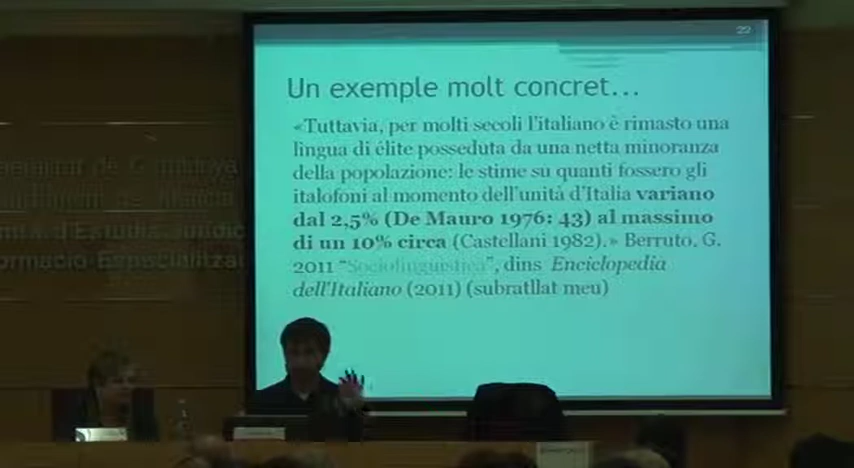 22
Un exemple molt concret…
«Tuttavia, per molti secoli l'italiano è rimasto una
lingua di élite posseduta da una netta minoranza
della popolazione: le stime su quanti fossero gli
italofoni al momento dell'unità d'Italia variano
dal 2,5% (De Mauro 1976: 43) al massimo
di un 10% circa (Castellani 1982).» Berruto, G.
2011 “Sociolinguistica”, dins Enciclopedia
dell'Italiano (2011) (subratllat meu)